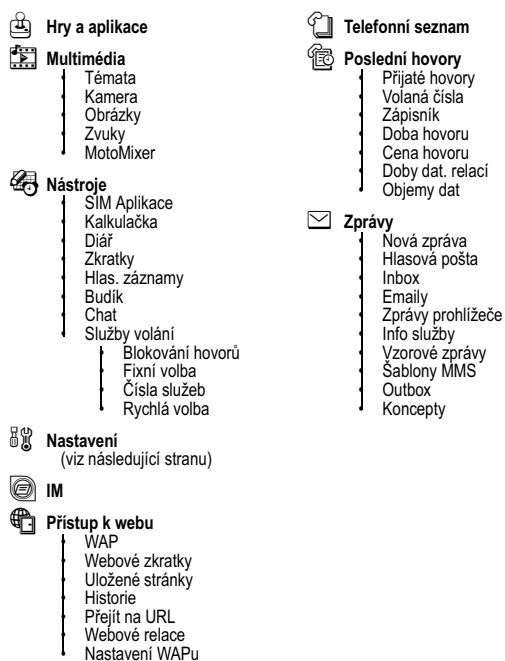 Hry a aplikace
Multimédia
Témata
Kamera
Obrázky
Zvuky
MotoMixer
Nástroje
SIM Aplikace
Kalkulačka
Diář
Zkratky
Hlas. záznamy
Budík
Chat
Služby volání
Blokování hovorů
Fixní volba
Čísla služeb
Rychlá volba
Nastavení
(viz následující stranu)
IM
Přístup k webu
WAP
Webové zkratky
Uložené stránky
Historie
Přejít na URL
Webové relace
Nastavení WAPu
Telefonní seznam
Poslední hovory
Přijaté hovory
Volaná čísla
Zápisník
Doba hovoru
Cena hovoru
Doby dat. relací
Objemy dat
Zprávy
Nová zpráva
Hlasová pošta
Inbox
Emaily
Zprávy prohlížeče
Info služby
Vzorové zprávy
Šablony MMS
Outbox
Koncepty